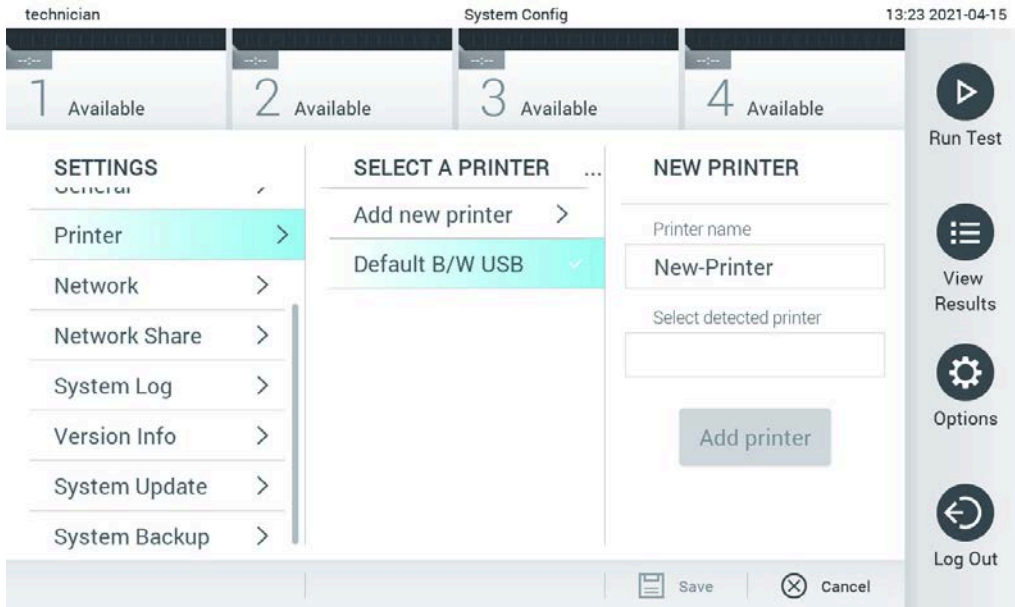 technician System Config 13:23 2021-04-15
--:-- --:-- --:-- --:--
1 Available 2 Available 3 Available 4 Available
Run Test
View
Results
Options
Log Out
SETTINGS
General
Printer
Network
Network Share
System Log
Version Info
System Update
System Backup
SELECT A PRINTER ...
Add new printer
Default B/W USB
NEW PRINTER
Printer name
New-Printer
Select detected printer
Add printer
Save Cancel